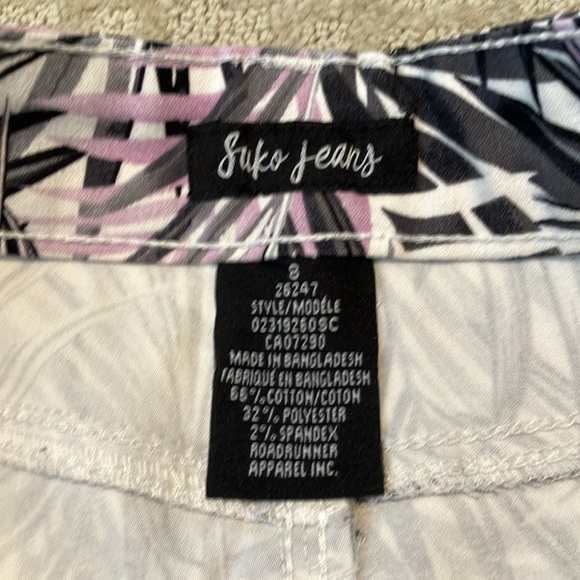 Suko Jeans
8
26247
STYLE/MODÉLE
02319260SC
CA07290
MADE IN BANGLADESH
FABRIQUÉ EN BANGLADESH
66% COTTON/COTON
32% POLYESTER
2% SPANDEX
ROADRUNNER
APPAREL INC.